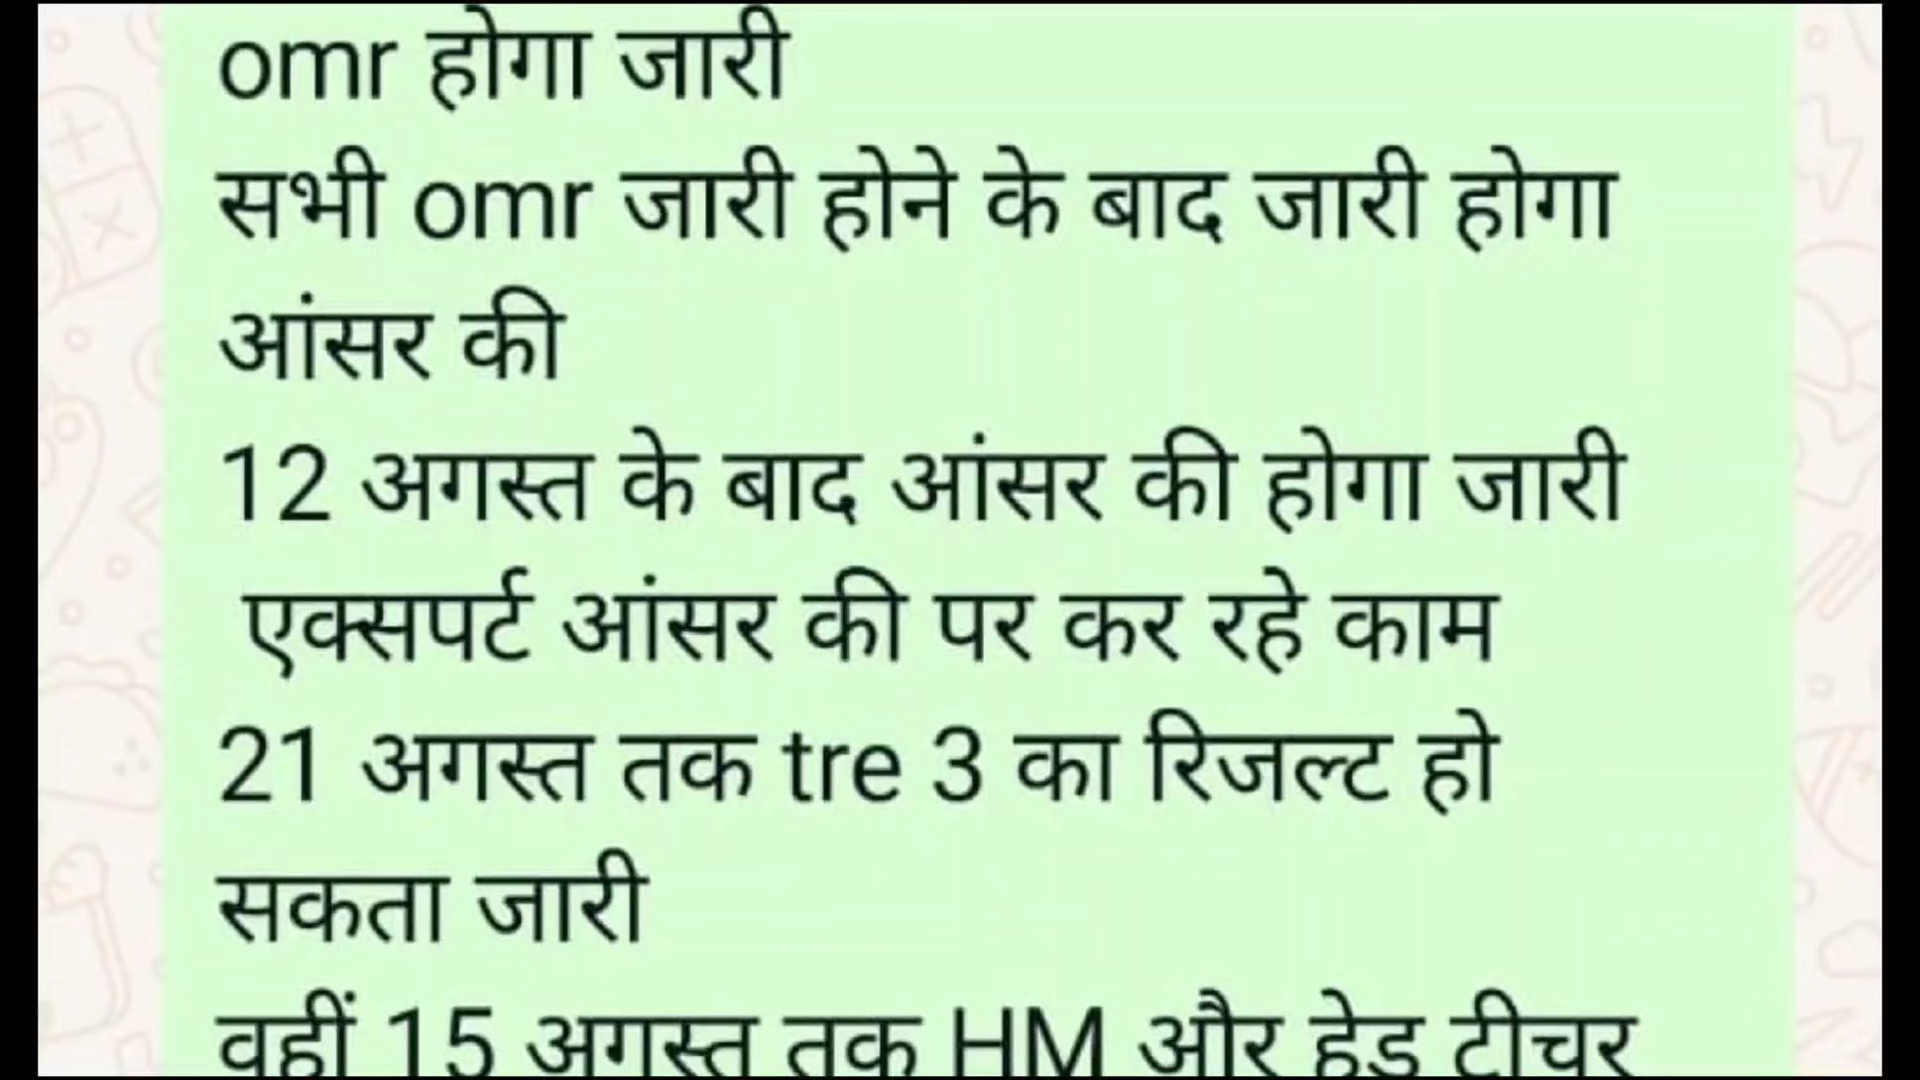 omr होगा जारी
सभी omr जारी होने के बाद जारी होगा
आंसर की
12 अगस्त के बाद आंसर की होगा जारी
एक्सपर्ट आंसर की पर कर रहे काम
21 अगस्त तक tre 3 का रिजल्ट हो
सकता जारी
वहीं 15 अगस्त तक HM और हेड टीचर